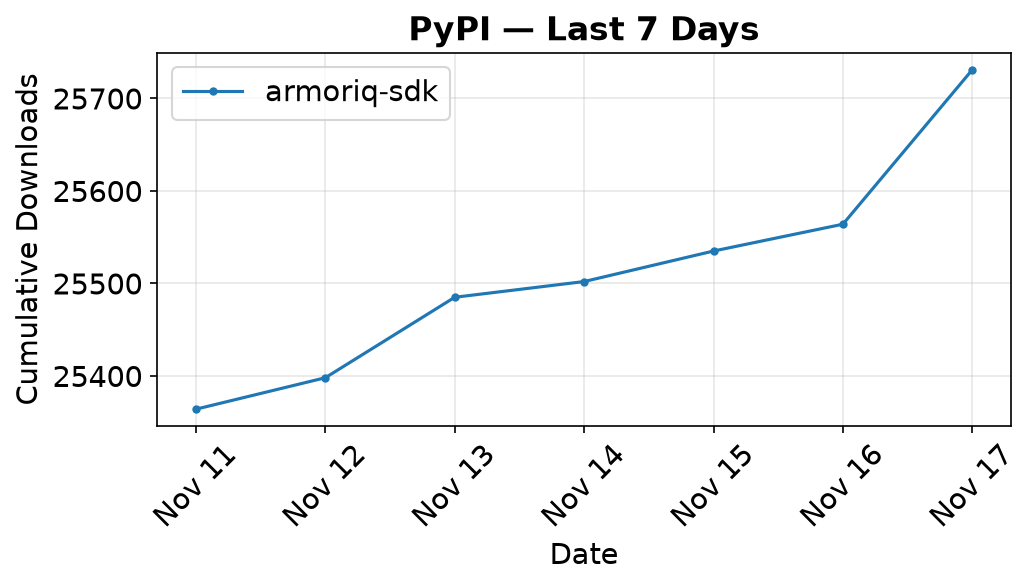 PyPI — Last 7 Days
armoriq-sdk
Cumulative Downloads
25700
25600
25500
25400
Nov 11
Nov 12
Nov 13
Nov 14
Nov 15
Nov 16
Nov 17
Date